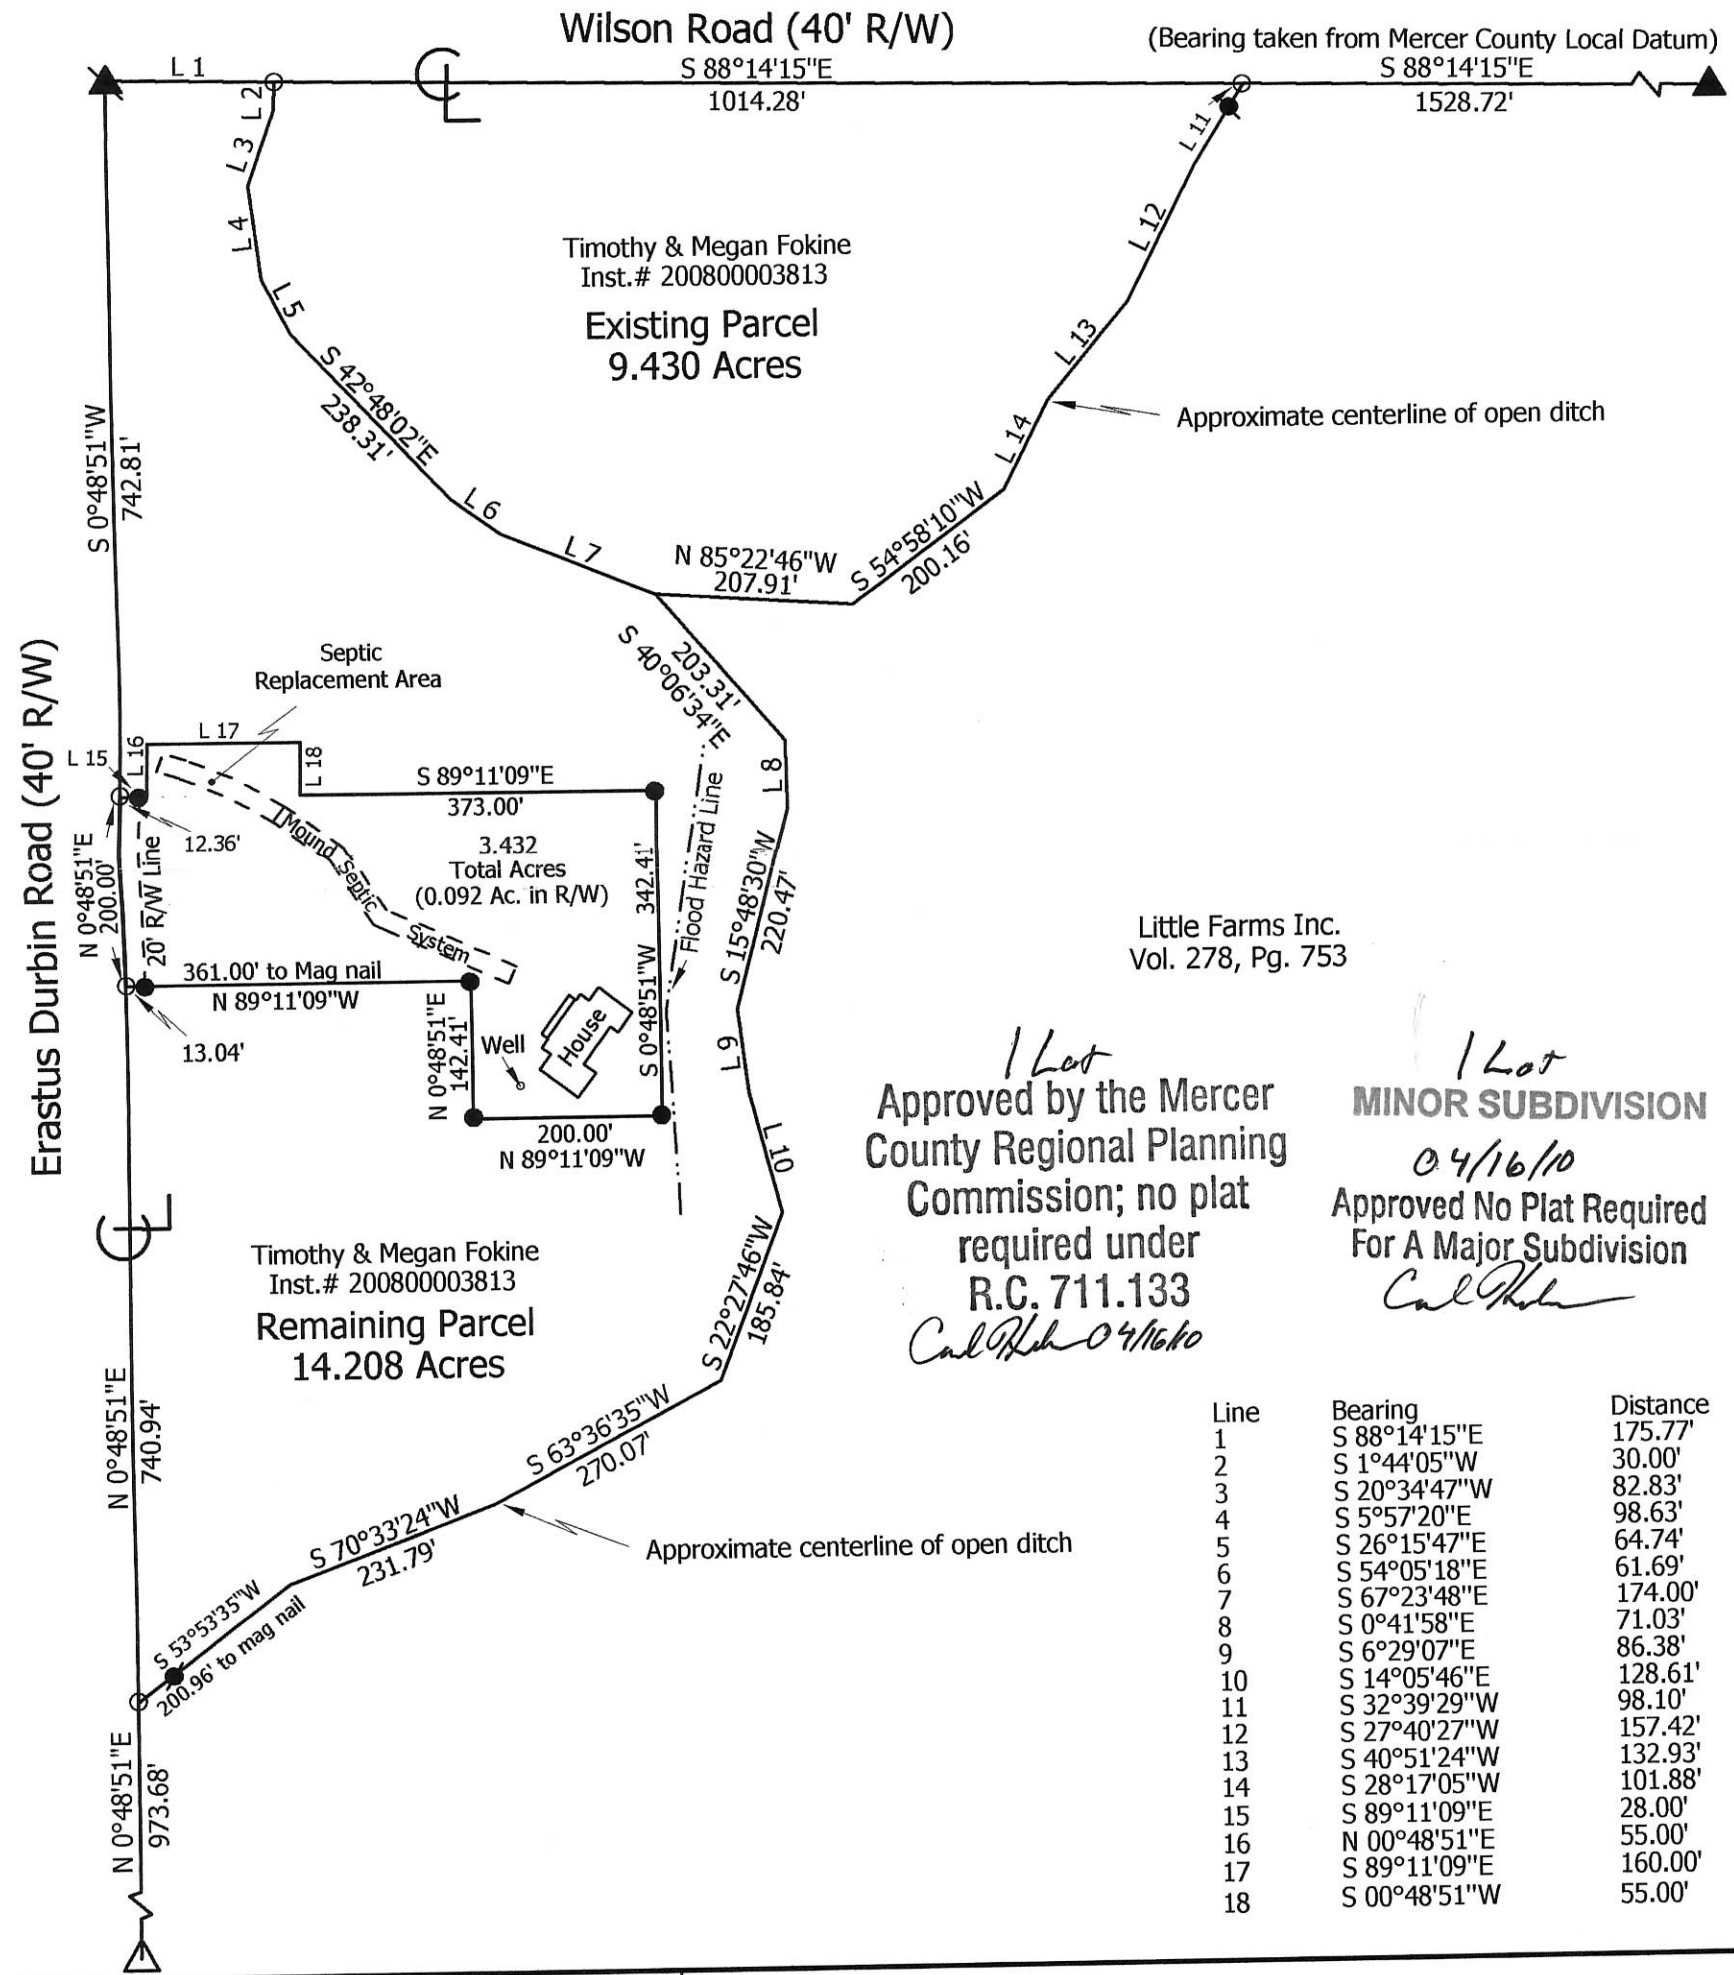 Wilson Road (40' R/W)
(Bearing taken from Mercer County Local Datum)
L 1
S 88°14'15"E
1014.28'
S 88°14'15"E
1528.72'
L 2
L 3
L 4
L 5
L 11
L 12
L 13
L 14
Timothy & Megan Fokine
Inst.# 200800003813
Existing Parcel
9.430 Acres
Approximate centerline of open ditch
S 42°48'02"E
238.31'
L 6
L 7
N 85°22'46"W
207.91'
S 54°58'10"W
200.16'
S 0°48'51"W
742.81'
Erastus Durbin Road (40' R/W)
Septic
Replacement Area
203.31'
S 40°06'34"E
L 15
L 16
L 17
L 18
S 89°11'09"E
373.00'
L 8
12.36'
N 0°48'51"E
200.00'
20' R/W Line
Mound Septic System
3.432
Total Acres
(0.092 Ac. in R/W)
342.41'
S 0°48'51"W
Flood Hazard Line
S 15°48'30"W
220.47'
361.00' to Mag nail
N 89°11'09"W
13.04'
N 0°48'51"E
142.41'
Well
House
200.00'
N 89°11'09"W
L 9
L 10
Little Farms Inc.
Vol. 278, Pg. 753
1 Lot
Approved by the Mercer
County Regional Planning
Commission; no plat
required under
R.C. 711.133
04/16/10
1 Lot
MINOR SUBDIVISION
04/16/10
Approved No Plat Required
For A Major Subdivision
Timothy & Megan Fokine
Inst.# 200800003813
Remaining Parcel
14.208 Acres
S 22°27'46"W
185.84'
S 63°36'35"W
270.07'
N 0°48'51"E
740.94'
S 70°33'24"W
231.79'
Approximate centerline of open ditch
S 53°53'35"W
200.96' to mag nail
N 0°48'51"E
973.68'
Line Bearing Distance
1 S 88°14'15"E 175.77'
2 S 1°44'05"W 30.00'
3 S 20°34'47"W 82.83'
4 S 5°57'20"E 98.63'
5 S 26°15'47"E 64.74'
6 S 54°05'18"E 61.69'
7 S 67°23'48"E 174.00'
8 S 0°41'58"E 71.03'
9 S 6°29'07"E 86.38'
10 S 14°05'46"E 128.61'
11 S 32°39'29"W 98.10'
12 S 27°40'27"W 157.42'
13 S 40°51'24"W 132.93'
14 S 28°17'05"W 101.88'
15 S 89°11'09"E 28.00'
16 N 00°48'51"E 55.00'
17 S 89°11'09"E 160.00'
18 S 00°48'51"W 55.00'